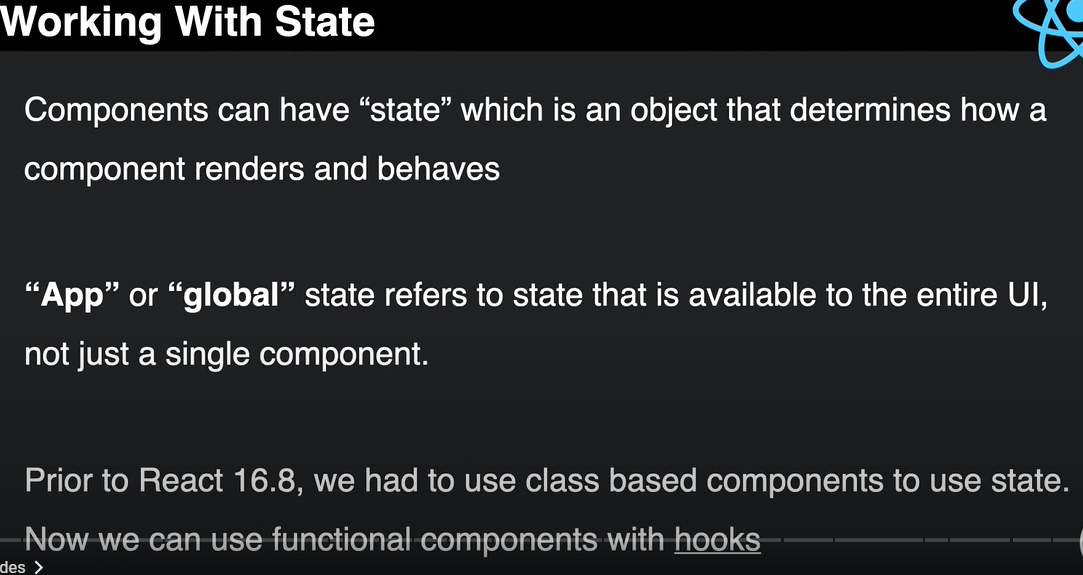 Working With State
Components can have “state” which is an object that determines how a
component renders and behaves
“App” or “global” state refers to state that is available to the entire UI,
not just a single component.
Prior to React 16.8, we had to use class based components to use state.
Now we can use functional components with hooks
des